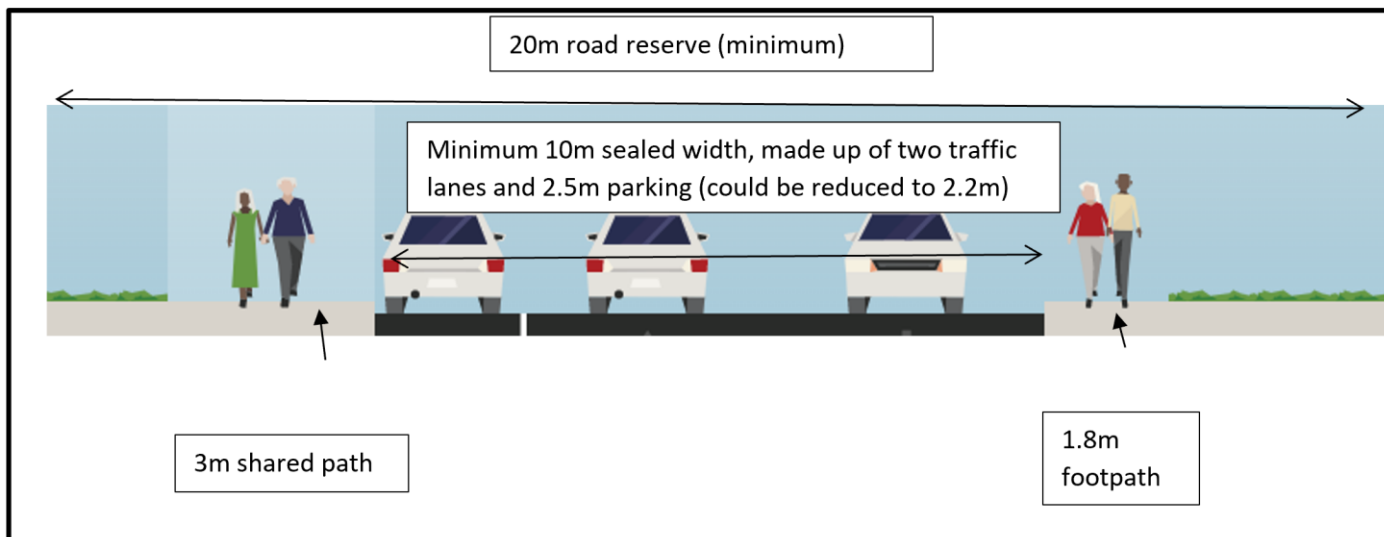 20m road reserve (minimum)
Minimum 10m sealed width, made up of two traffic
lanes and 2.5m parking (could be reduced to 2.2m)
3m shared path
1.8m
footpath